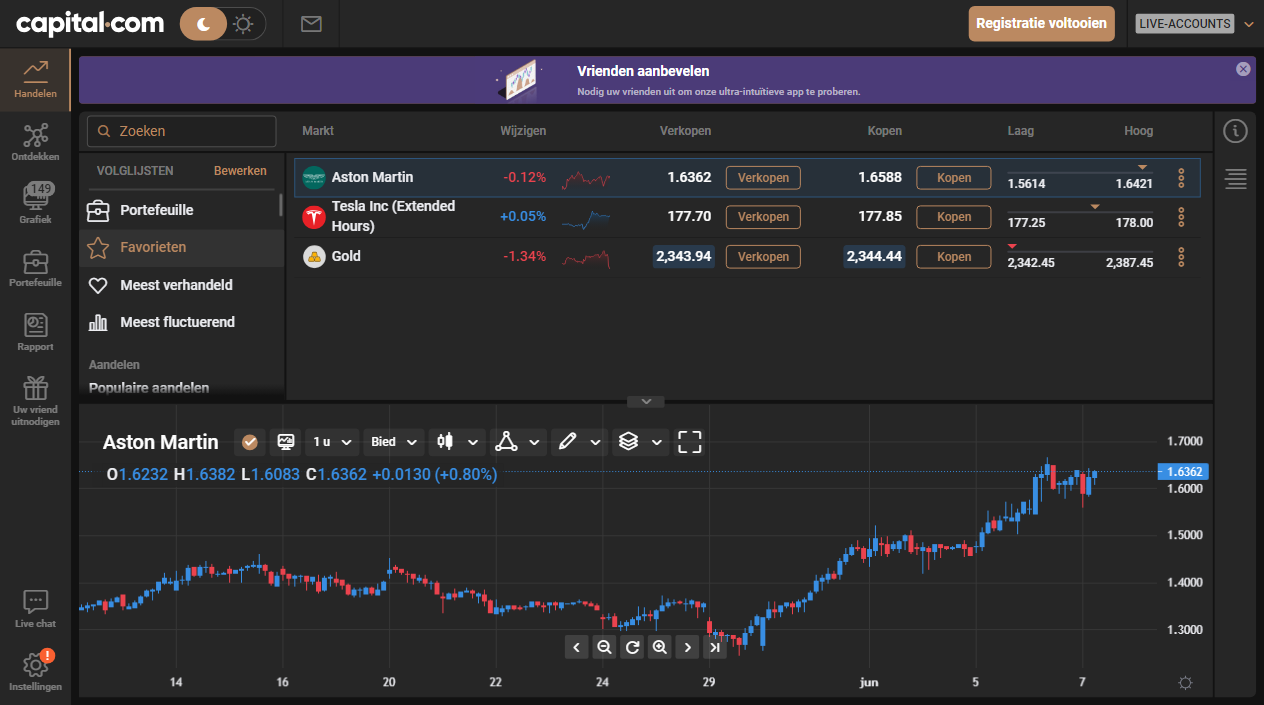 capital.com
Registratie voltooien
LIVE-ACCOUNTS
Vrienden aanbevelen
Nodig uw vrienden uit om onze ultra-intuïtieve app te proberen.
Handelen
Ontdekken
149
Grafiek
Portefeuille
Rapport
Uw vriend
uitnodigen
Live chat
!
Instellingen
Zoeken
VOLGLIJSTEN Bewerken
Portefeuille
Favorieten
Meest verhandeld
Meest fluctuerend
Aandelen
Populaire aandelen
Markt Wijzigen Verkopen Kopen Laag Hoog
Aston Martin -0.12% 1.6362 Verkopen 1.6588 Kopen 1.5614 1.6421
Tesla Inc (Extended
Hours) +0.05% 177.70 Verkopen 177.85 Kopen 177.25 178.00
Gold -1.34% 2,343.94 Verkopen 2,344.44 Kopen 2,342.45 2,387.45
Aston Martin 1 u Bied
O1.6232 H1.6382 L1.6083 C1.6362 +0.0130 (+0.80%)
1.7000
1.6362
1.6000
1.5000
1.4000
1.3000
14 16 20 22 24 29 jun 5 7